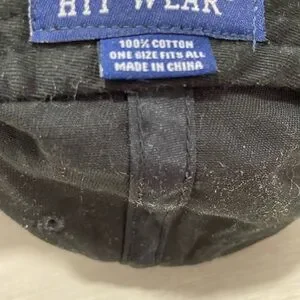 HIT WEAR
100% COTTON
ONE SIZE FITS ALL
MADE IN CHINA